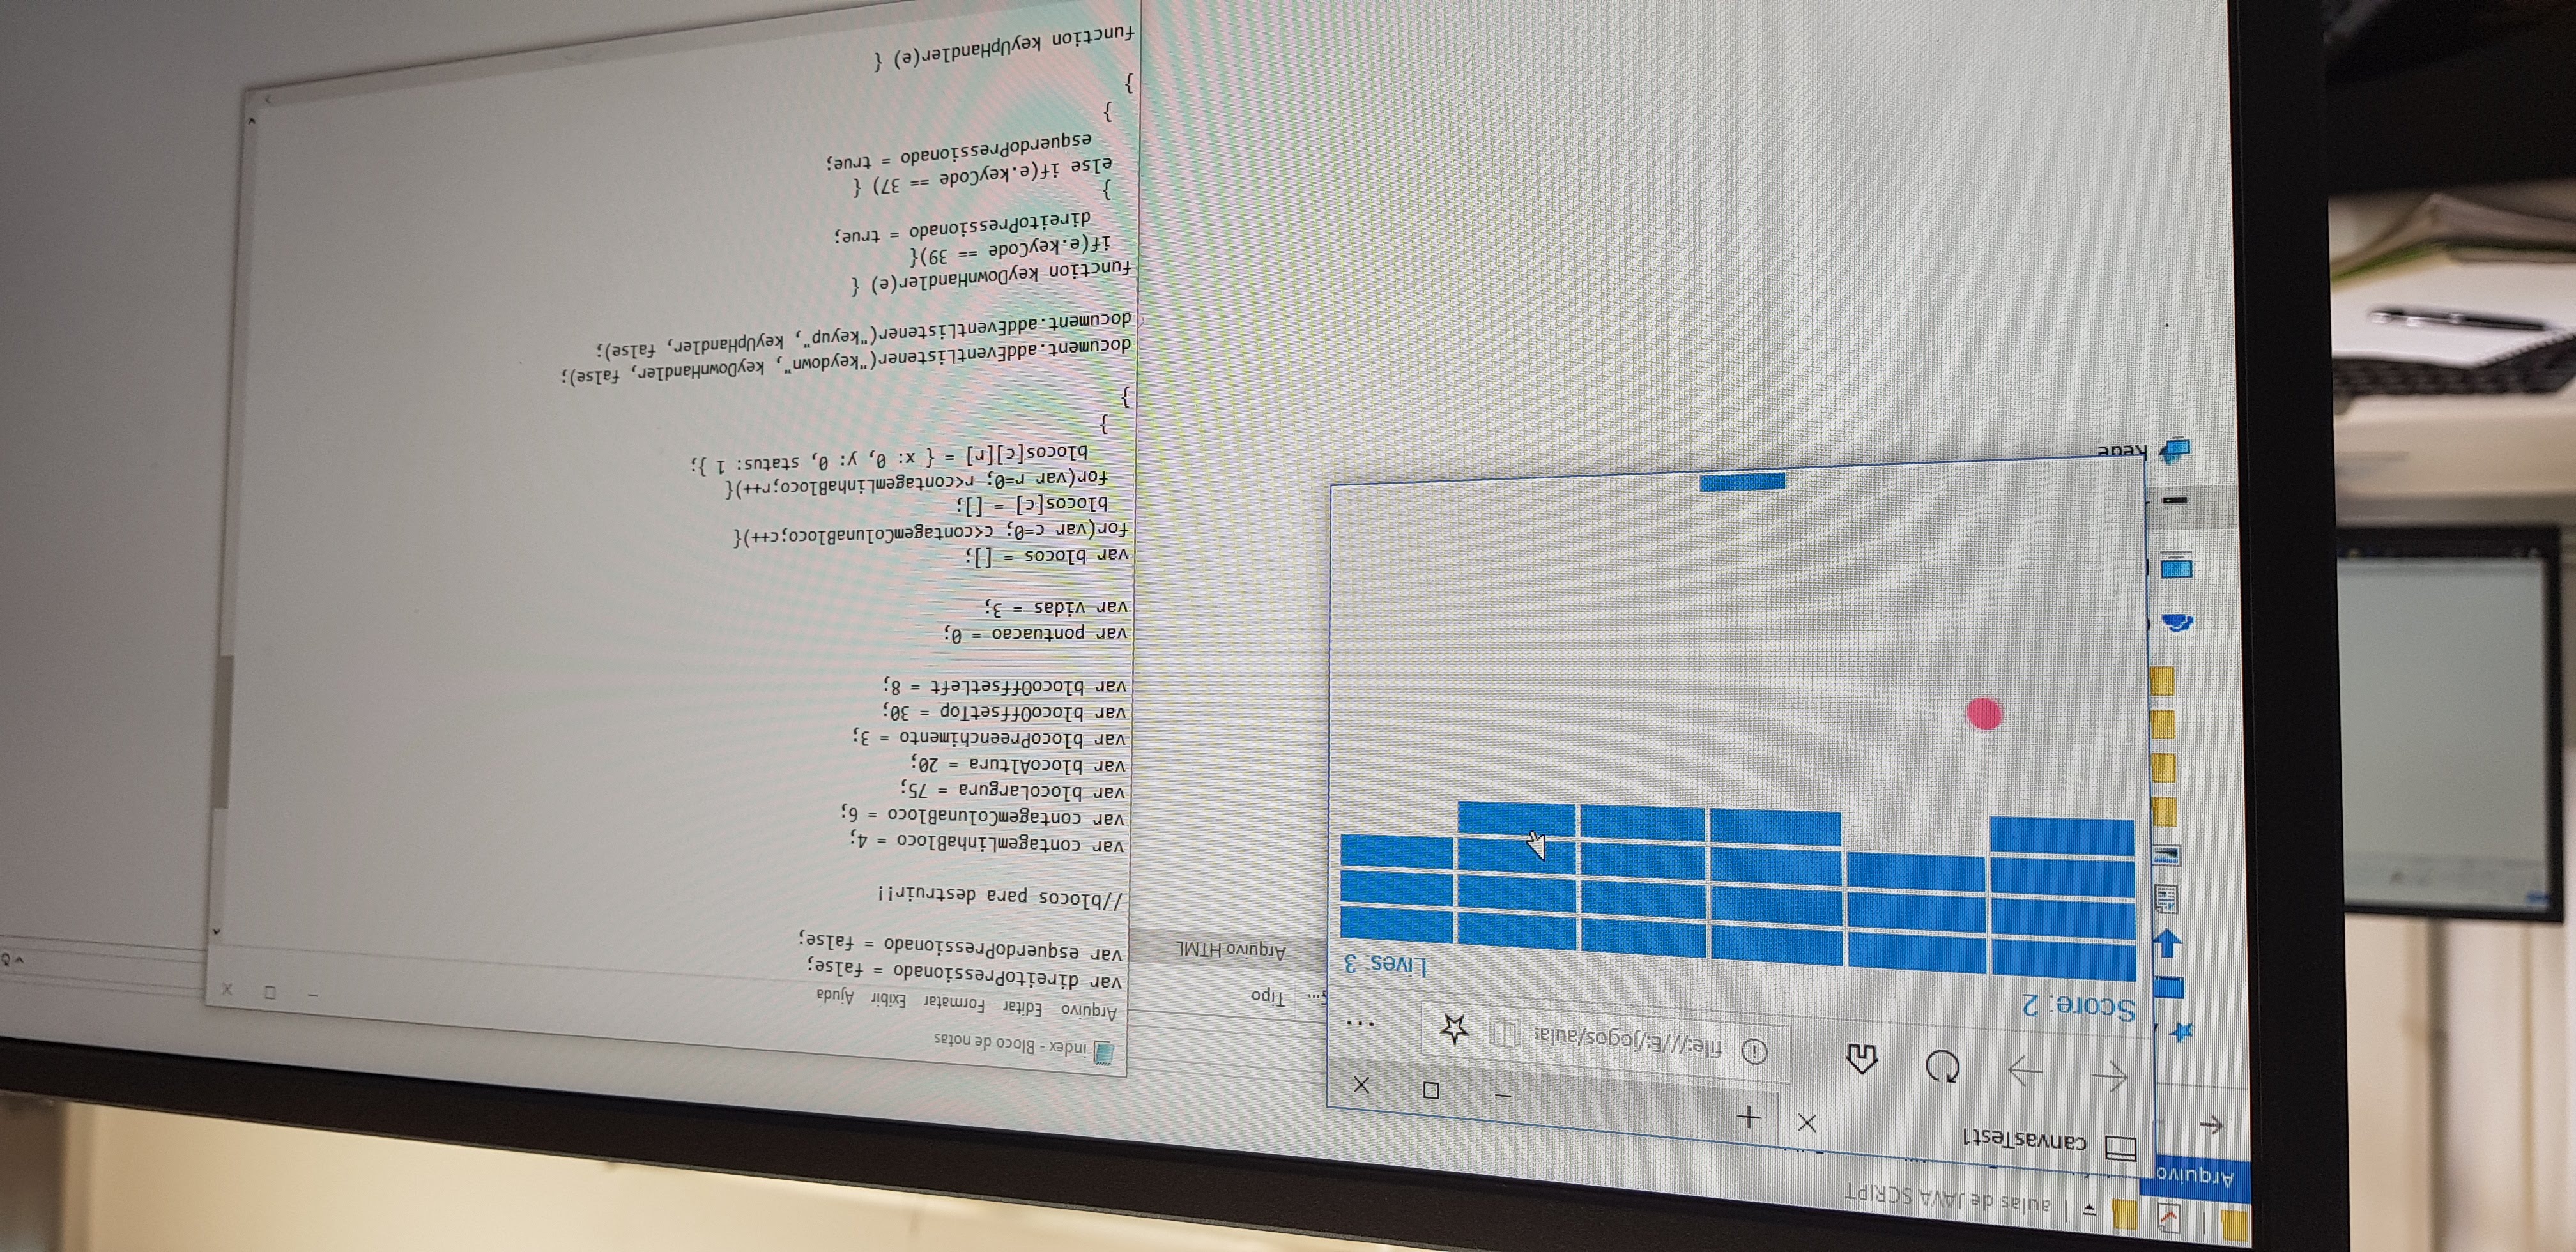 aulas de JAVA SCRIPT
Arquivo
canvasTest1
file:///E:/jogos/aulas
Score: 2
Lives: 3
Tipo
Arquivo HTML
Rede
index - Bloco de notas
Arquivo Editar Formatar Exibir Ajuda
var direitoPressionado = false;
var esquerdoPressionado = false;
//blocos para destruir!!
var contagemLinhaBloco = 4;
var contagemColunaBloco = 6;
var blocoLargura = 75;
var blocoAltura = 20;
var blocoPreenchimento = 3;
var blocoOffsetTop = 30;
var blocoOffsetLeft = 8;
var pontuacao = 0;
var vidas = 3;
var blocos = [];
for(var c=0; c<contagemColunaBloco;c++){
blocos[c] = [];
for(var r=0; r<contagemLinhaBloco;r++){
blocos[c][r] = { x: 0, y: 0, status: 1 };
}
}
document.addEventListener("keydown", keyDownHandler, false);
document.addEventListener("keyup", keyUpHandler, false);
function keyDownHandler(e) {
if(e.keyCode == 39){
direitoPressionado = true;
}
else if(e.keyCode == 37) {
esquerdoPressionado = true;
}
}
function keyUpHandler(e) {